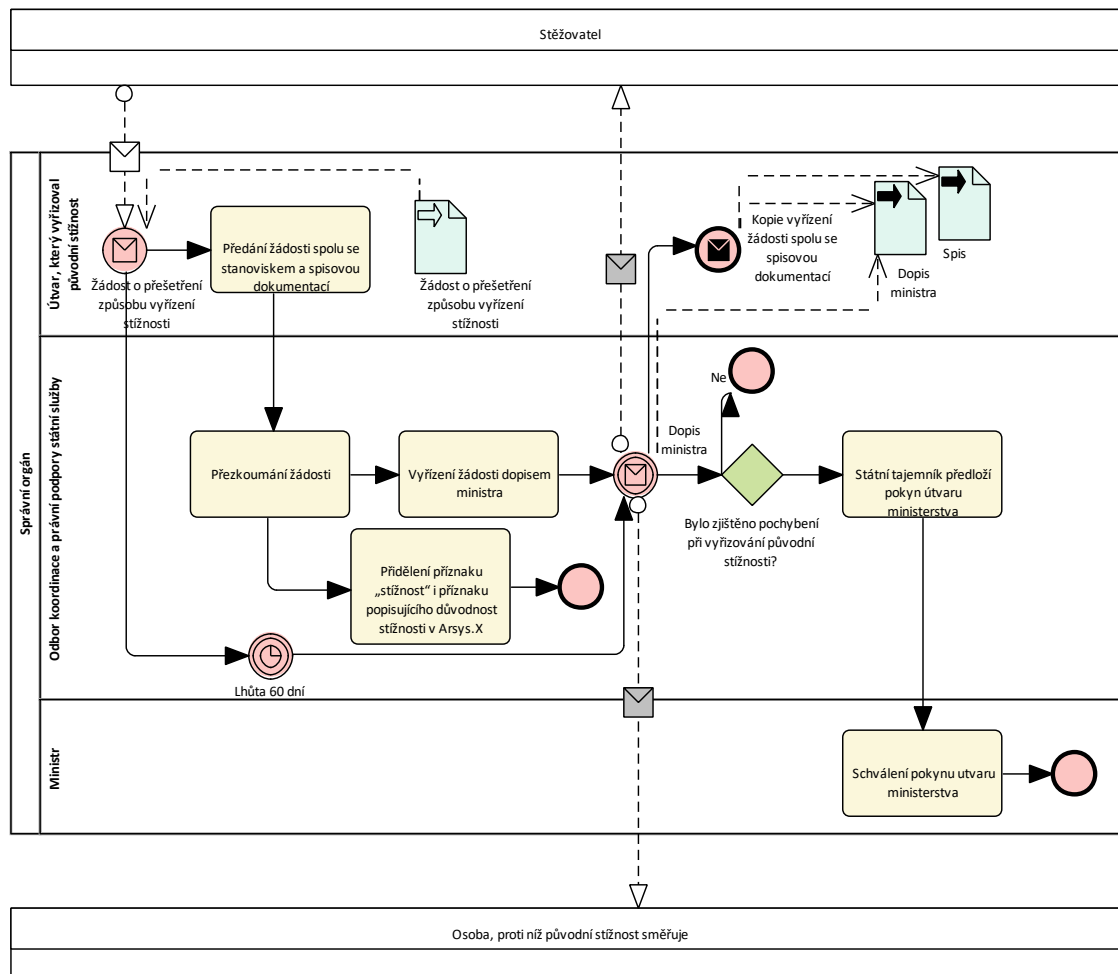 Stěžovatel
Správní orgán
Útvar, který vyřizoval
původní stížnost
Žádost o přešetření
způsobu vyřízení
stížnosti
Předání žádosti spolu se
stanoviskem a spisovou
dokumentací
Žádost o přešetření
způsobu vyřízení
stížnosti
Kopie vyřízení
žádosti spolu se
spisovou
dokumentací
Dopis
ministra
Spis
Odbor koordinace a právní podpory státní služby
Přezkoumání žádosti
Vyřízení žádosti dopisem
ministra
Dopis
ministra
Ne
Bylo zjištěno pochybení
při vyřizování původní
stížnosti?
Státní tajemník předloží
pokyn útvaru
ministerstva
Přidělení příznaku
„stížnost“ i příznaku
popisujícího důvodnost
stížnosti v Arsys.X
Lhůta 60 dní
Ministr
Schválení pokynu utvaru
ministerstva
Osoba, proti níž původní stížnost směřuje